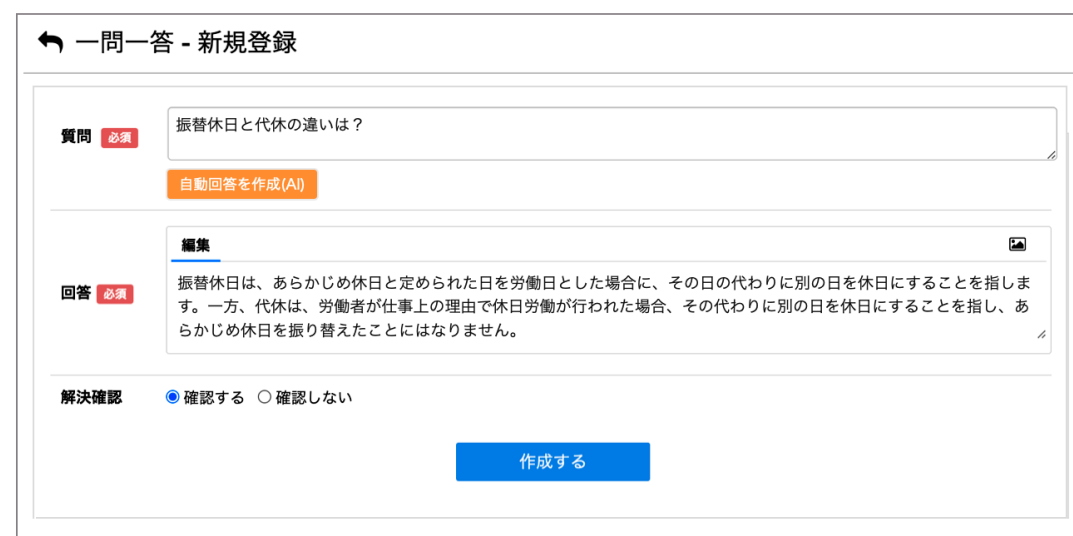 一問一答 - 新規登録
質問 必須
振替休日と代休の違いは？
自動回答を作成(AI)
編集
回答 必須
振替休日は、あらかじめ休日と定められた日を労働日とした場合に、その日の代わりに別の日を休日にすることを指しま
す。一方、代休は、労働者が仕事上の理由で休日労働が行われた場合、その代わりに別の日を休日にすることを指し、あ
らかじめ休日を振り替えたことにはなりません。
解決確認 確認する 確認しない
作成する